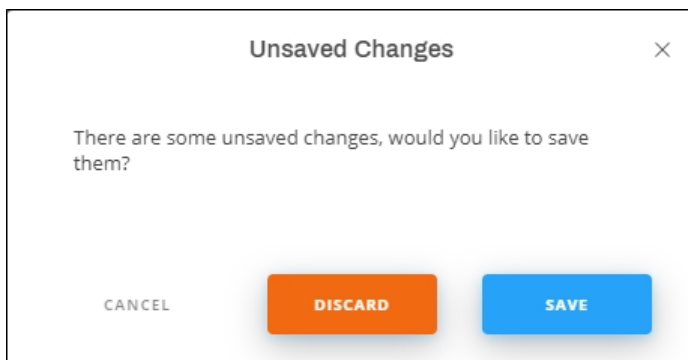 Unsaved Changes
There are some unsaved changes, would you like to save
them?
CANCEL
DISCARD
SAVE